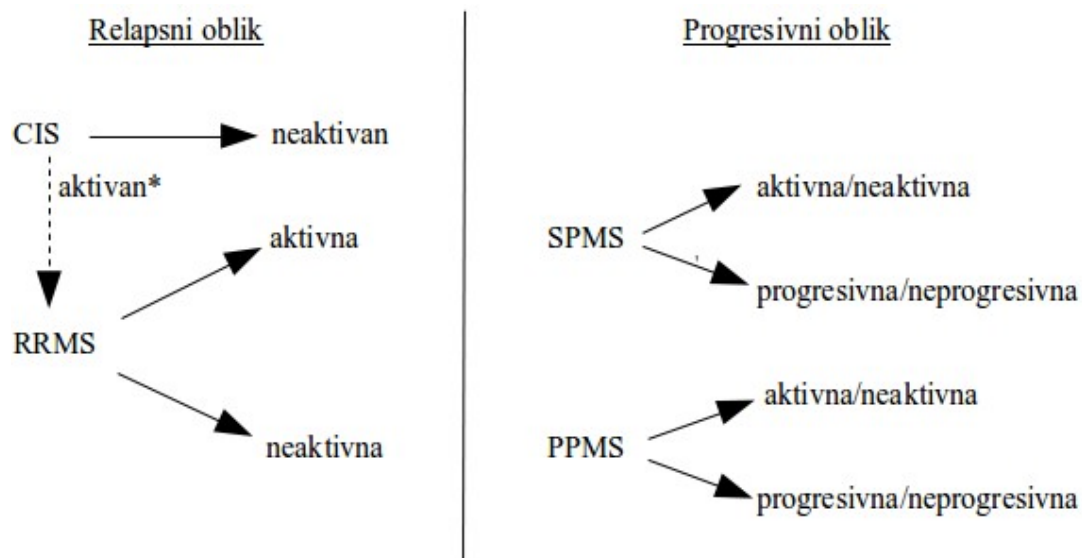 Relapsni oblik
CIS
neaktivan
aktivan*
aktivna
RRMS
neaktivna
Progresivni oblik
aktivna/neaktivna
SPMS
progresivna/neprogresivna
aktivna/neaktivna
PPMS
progresivna/neprogresivna